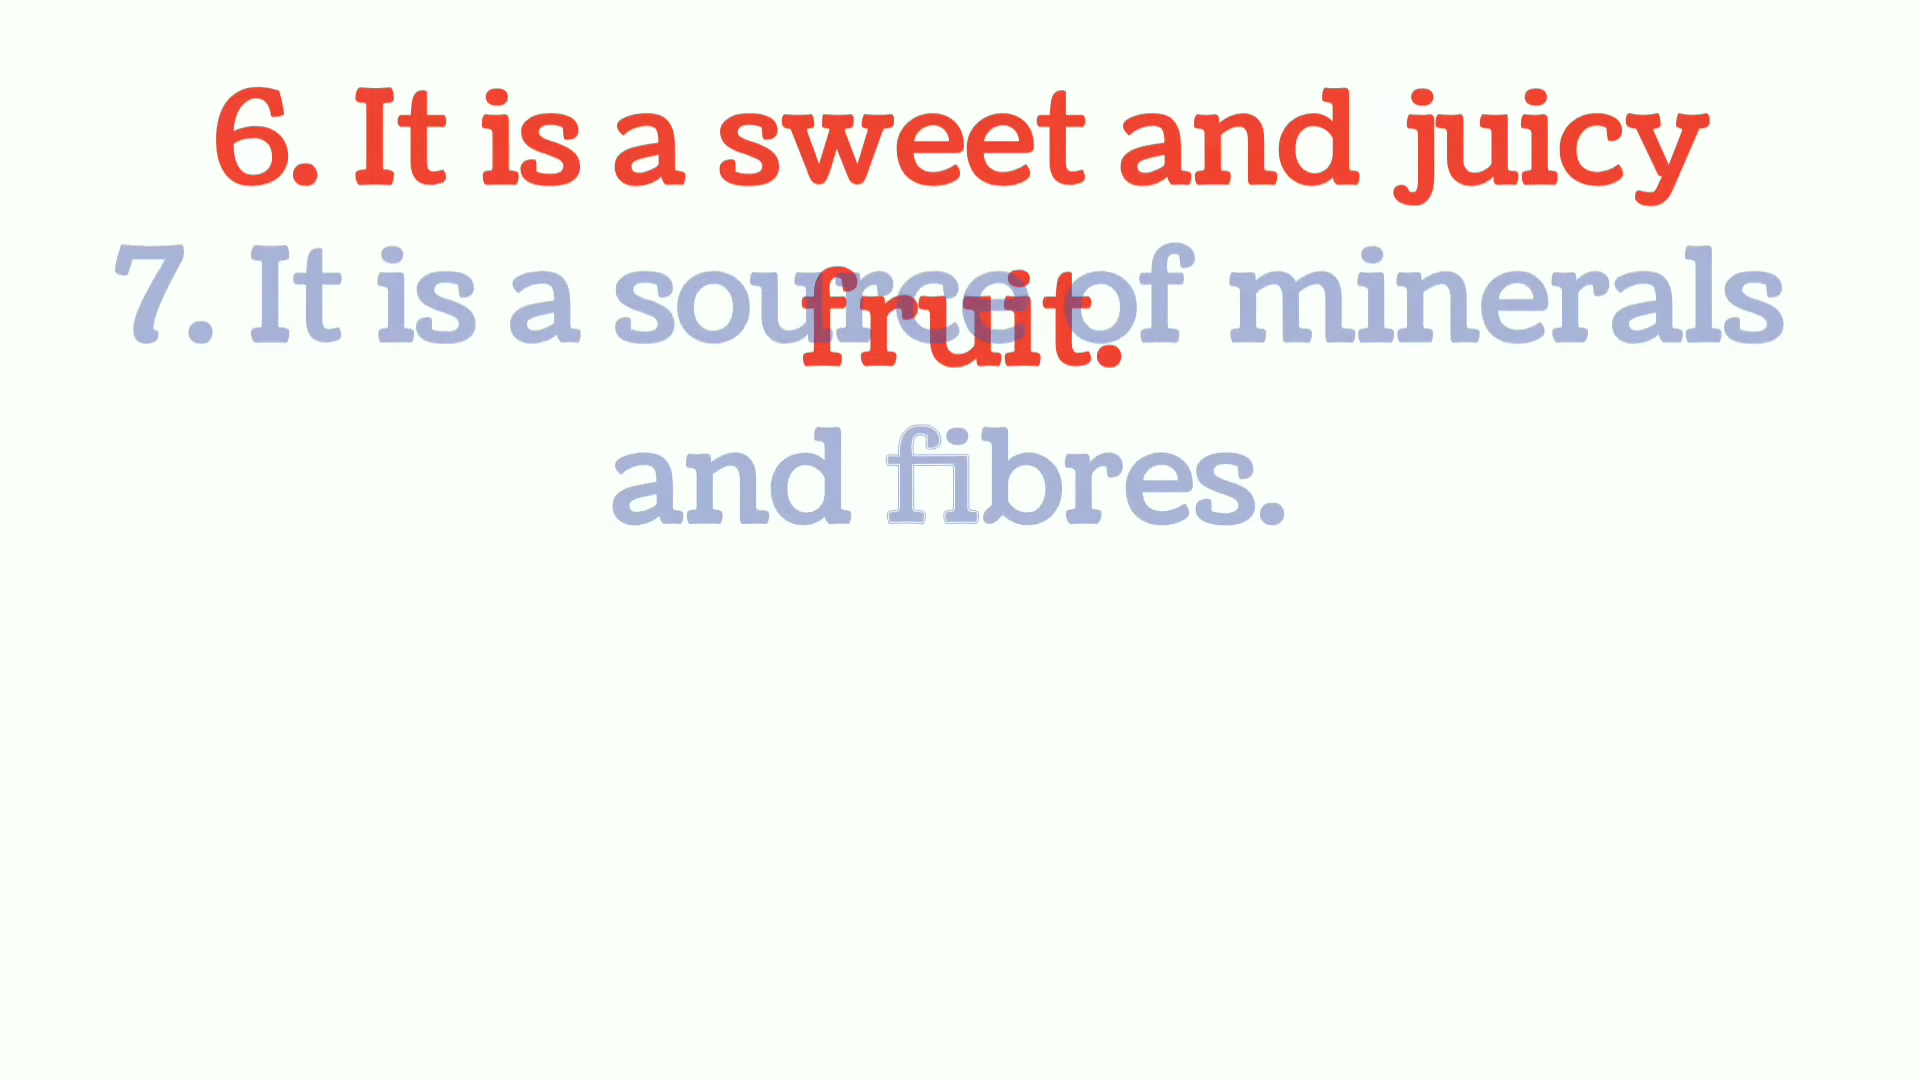 6. It is a sweet and juicy
fruit.
7. It is a source of minerals
and fibres.